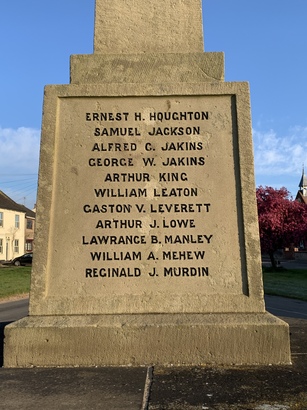 ERNEST H. HOUGHTON
SAMUEL JACKSON
ALFRED C. JAKINS
GEORGE W. JAKINS
ARTHUR KING
WILLIAM LEATON
GASTON V. LEVERETT
ARTHUR J. LOWE
LAWRANCE B. MANLEY
WILLIAM A. MEHEW
REGINALD J. MURDIN